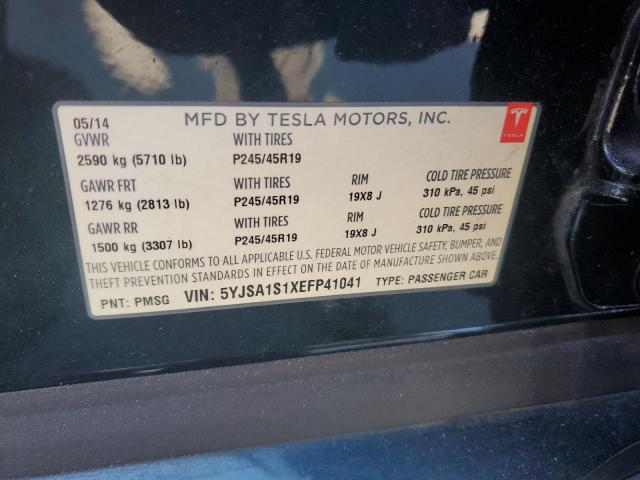 05/14 MFD BY TESLA MOTORS, INC.
GVWR WITH TIRES
2590 kg (5710 lb) P245/45R19
GAWR FRT WITH TIRES RIM COLD TIRE PRESSURE
1276 kg (2813 lb) P245/45R19 19X8 J 310 kPa, 45 psi
GAWR RR WITH TIRES RIM COLD TIRE PRESSURE
1500 kg (3307 lb) P245/45R19 19X8 J 310 kPa, 45 psi
THIS VEHICLE CONFORMS TO ALL APPLICABLE U.S. FEDERAL MOTOR VEHICLE SAFETY, BUMPER, AND
THEFT PREVENTION STANDARDS IN EFFECT ON THE DATE OF MANUFACTURE SHOWN ABOVE.
PNT: PMSG VIN: 5YJSA1S1XEFP41041 TYPE: PASSENGER CAR
TESLA